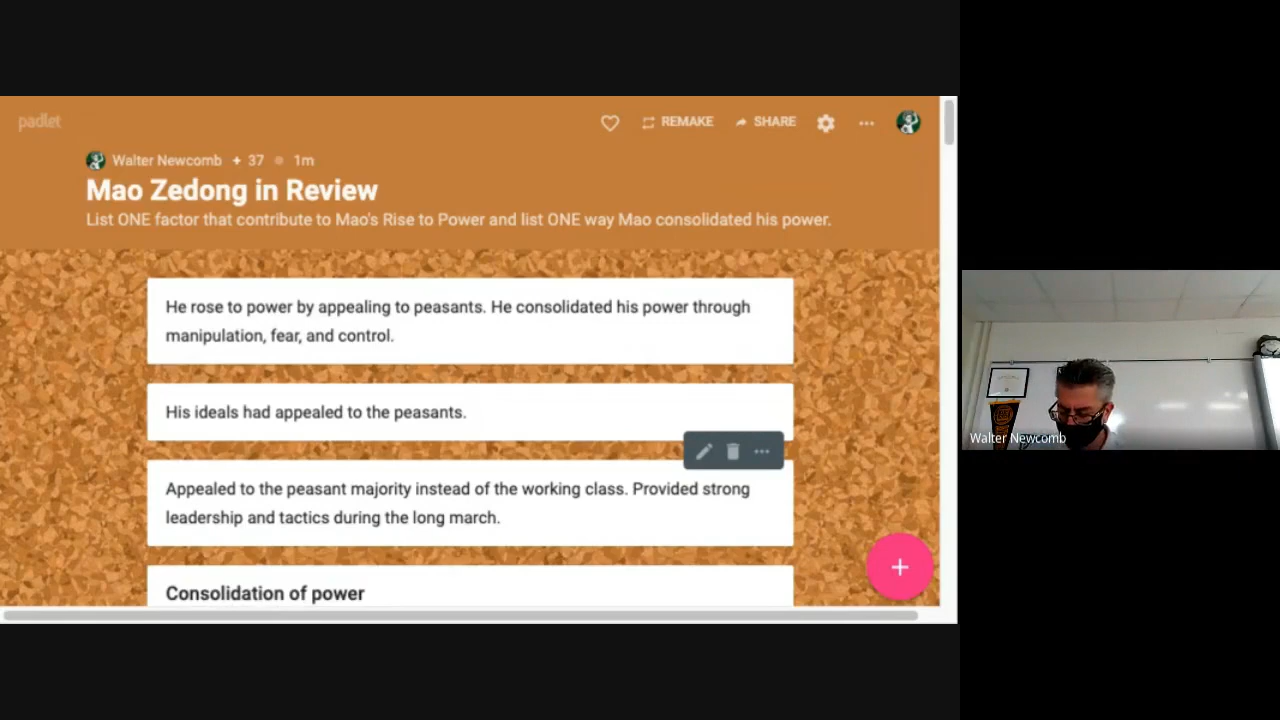 padlet
REMAKE
SHARE
Walter Newcomb + 37 1m
Mao Zedong in Review
List ONE factor that contribute to Mao's Rise to Power and list ONE way Mao consolidated his power.
He rose to power by appealing to peasants. He consolidated his power through
manipulation, fear, and control.
His ideals had appealed to the peasants.
Appealed to the peasant majority instead of the working class. Provided strong
leadership and tactics during the long march.
Consolidation of power
Walter Newcomb